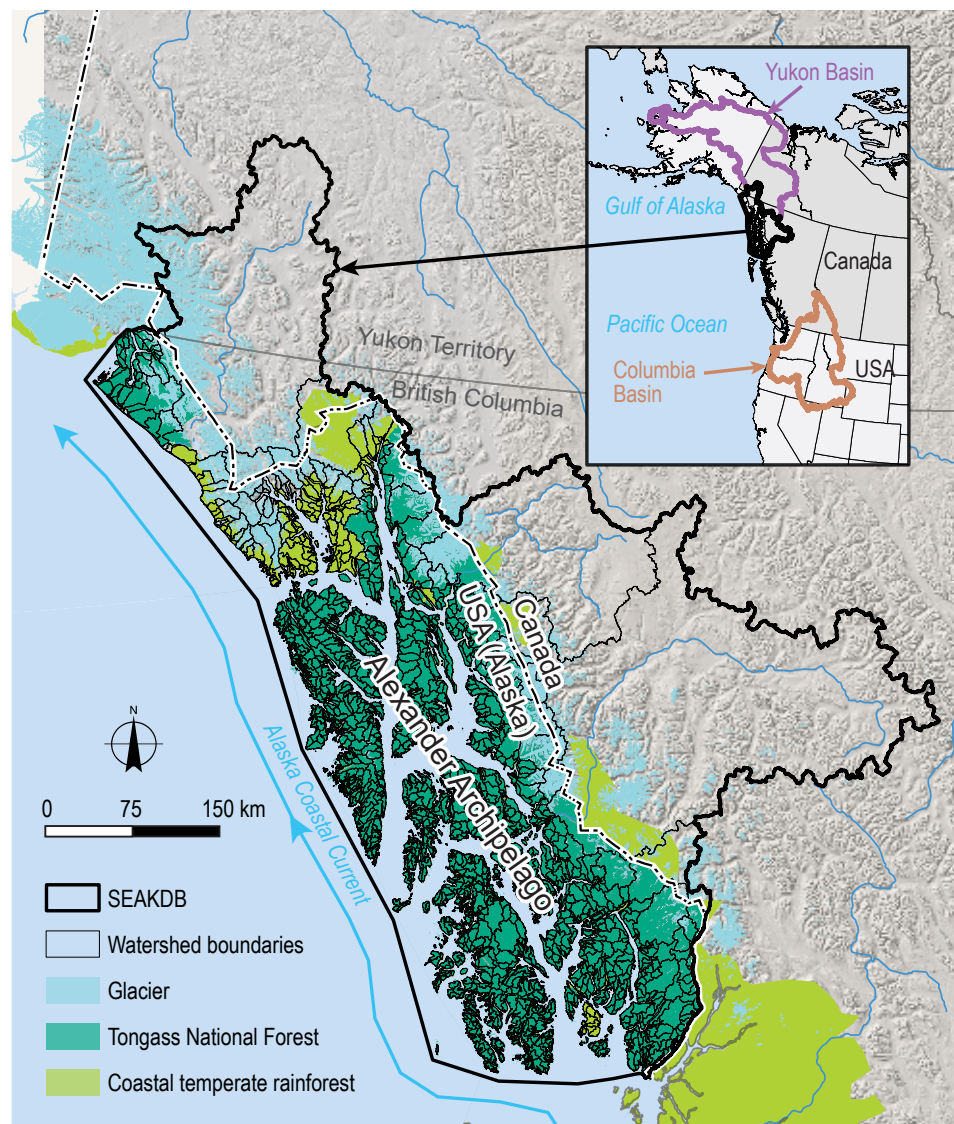 Yukon Basin
Gulf of Alaska
Canada
Pacific Ocean
Columbia
Basin
USA
Yukon Territory
British Columbia
Canada
USA (Alaska)
Alexander Archipelago
Alaska Coastal Current
N
0 75 150 km
SEAKDB
Watershed boundaries
Glacier
Tongass National Forest
Coastal temperate rainforest